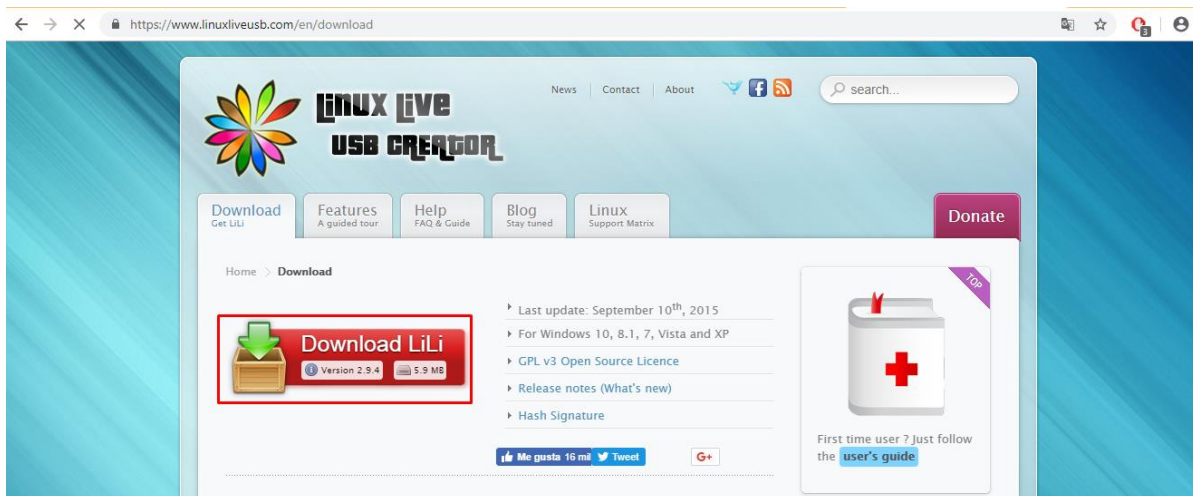 https://www.linuxliveusb.com/en/download
3
LiNUX LiVE
USB CREATOR
News
Contact
About
search...
Download
Get LiLi
Features
A guided tour
Help
FAQ & Guide
Blog
Stay tuned
Linux
Support Matrix
Donate
Home > Download
Download LiLi
Version 2.9.4
5.9 MB
Last update: September 10th, 2015
For Windows 10, 8.1, 7, Vista and XP
GPL v3 Open Source Licence
Release notes (What's new)
Hash Signature
Me gusta 16 mil
Tweet
G+
TOP
First time user ? Just follow
the user's guide